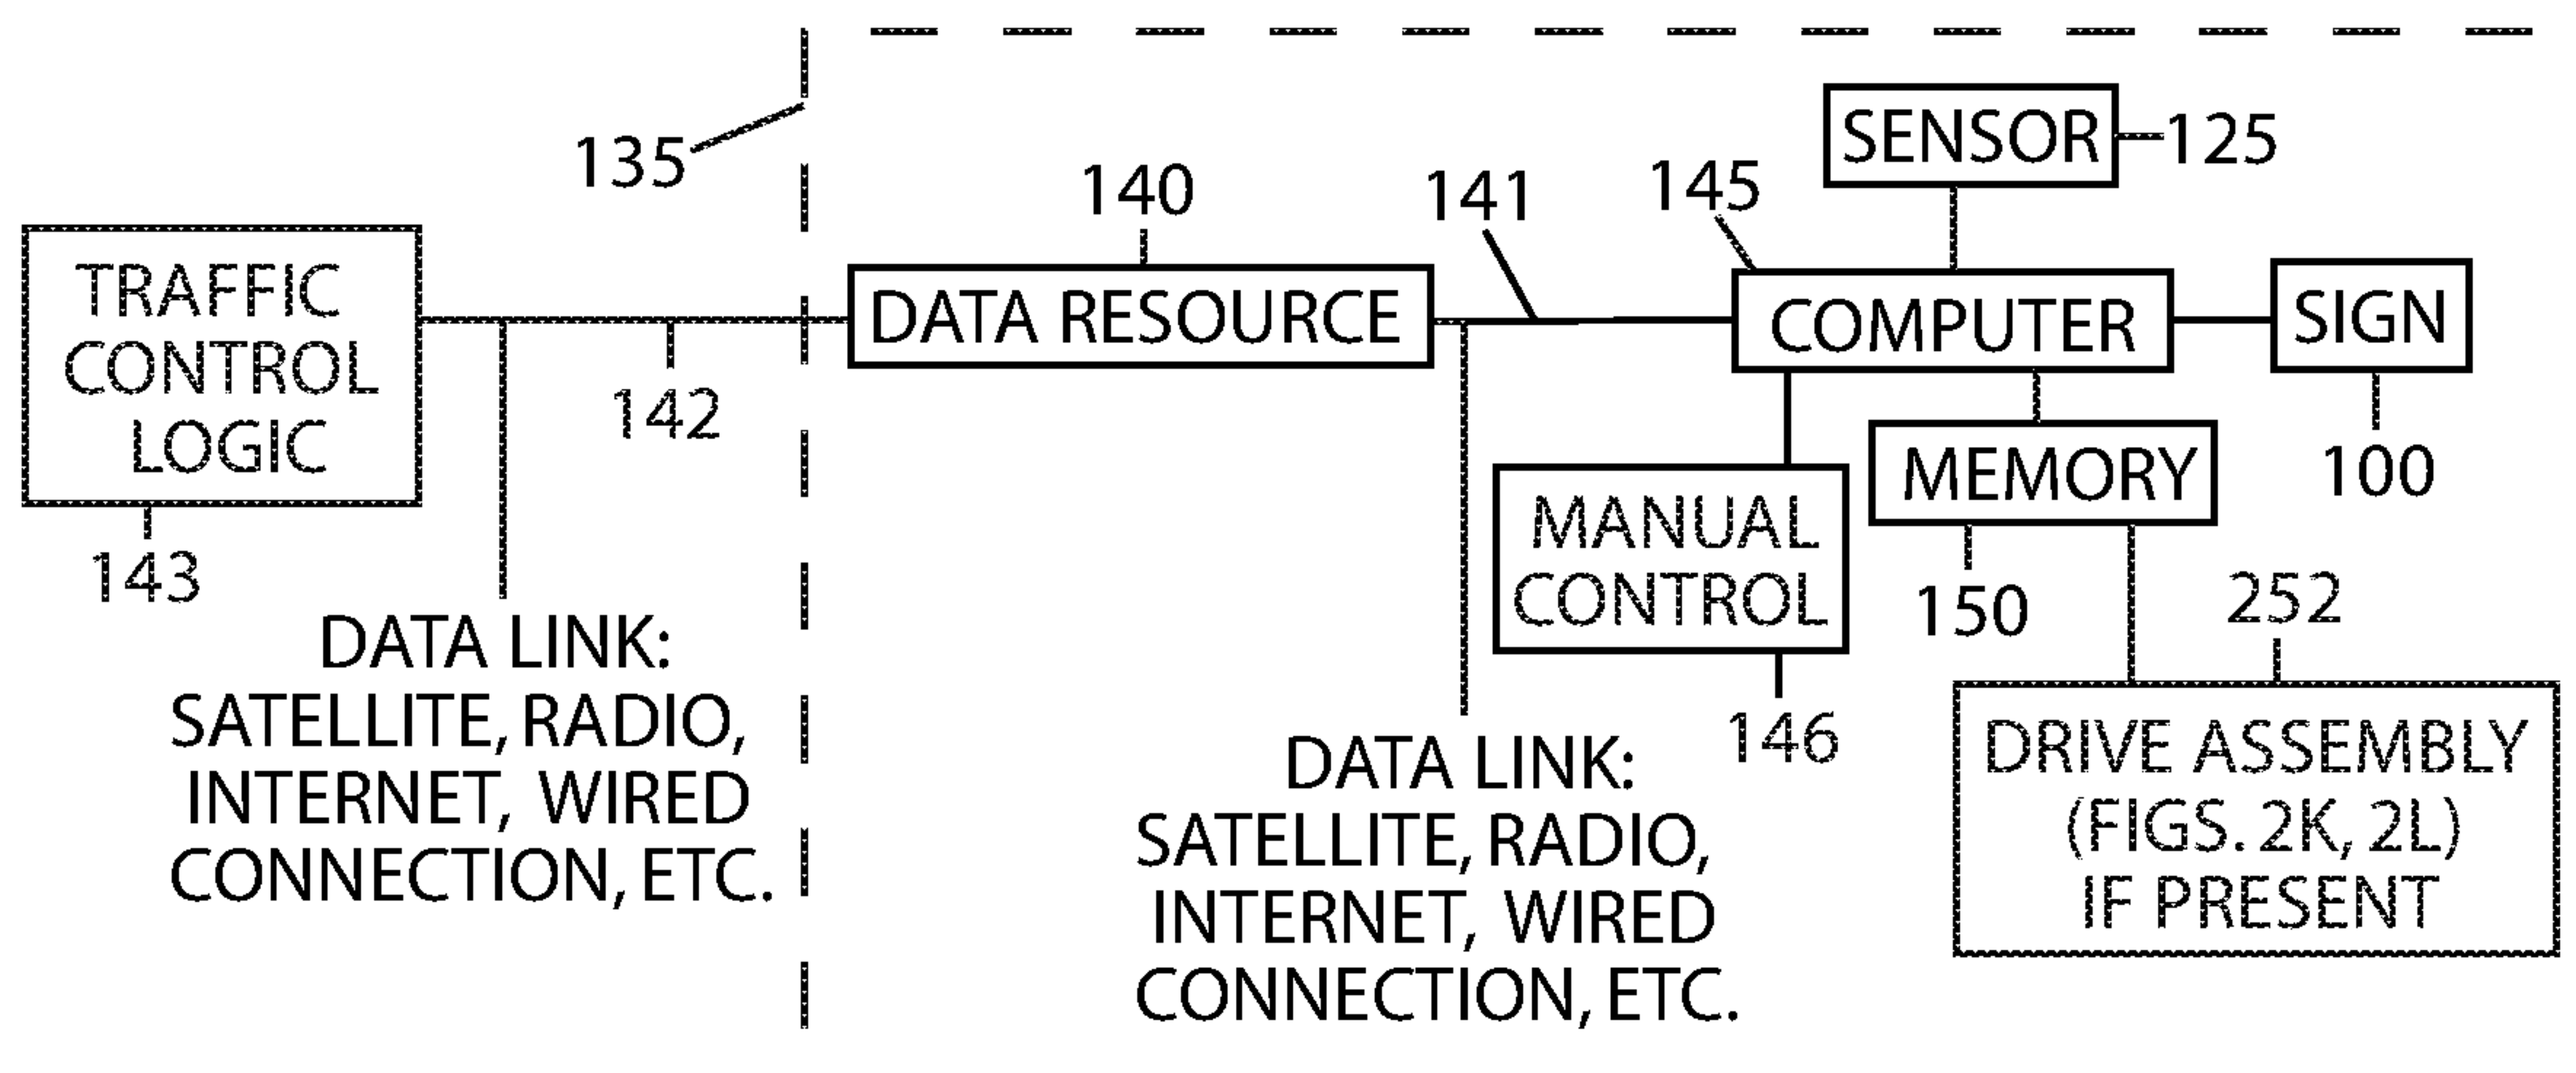 135
TRAFFIC
CONTROL
LOGIC
143
142
DATA LINK:
SATELLITE, RADIO,
INTERNET, WIRED
CONNECTION, ETC.
140
DATA RESOURCE
141
DATA LINK:
SATELLITE, RADIO,
INTERNET, WIRED
CONNECTION, ETC.
145
SENSOR
125
COMPUTER
SIGN
100
MANUAL
CONTROL
146
MEMORY
150
252
DRIVE ASSEMBLY
(FIGS. 2K, 2L)
IF PRESENT